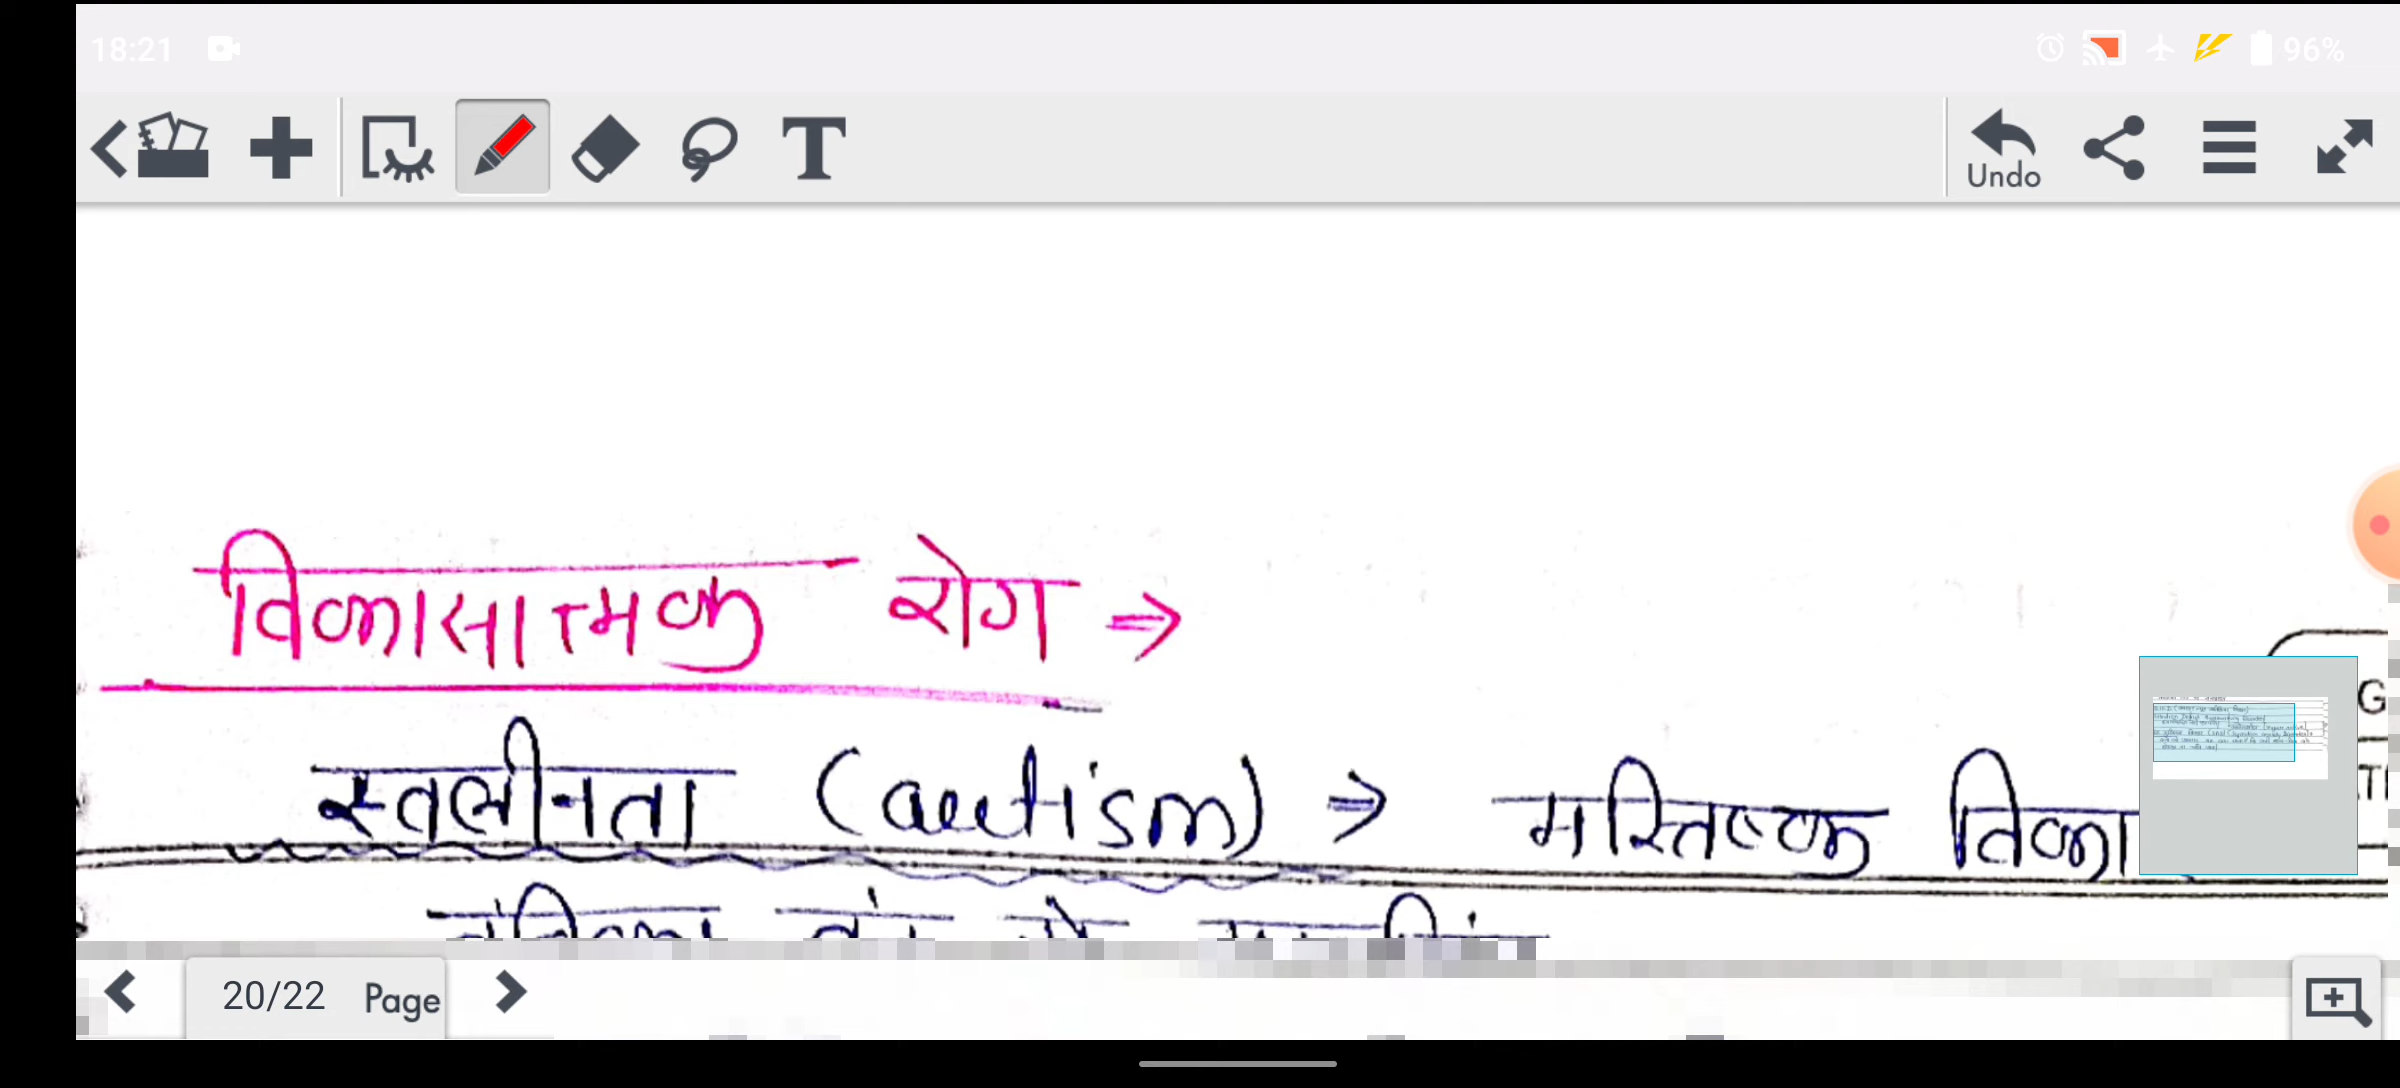 18:21 96%
T Undo
विकासात्मक रोग ⇒
स्वलीनता (autism) ⇒ मस्तिष्क विका
20/22 Page